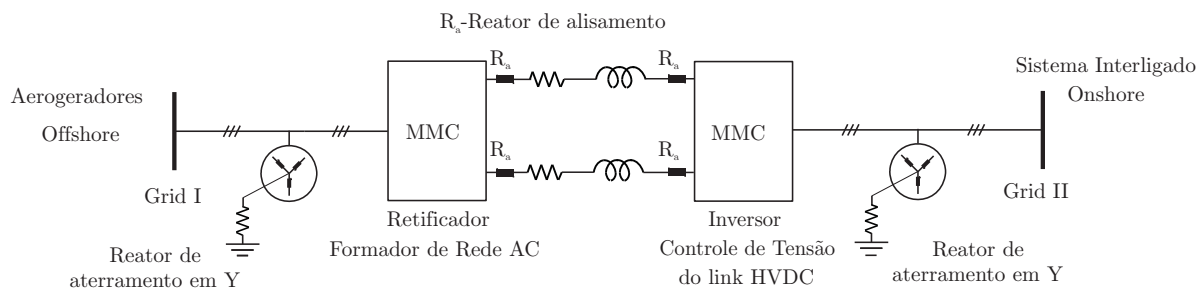 Rₐ-Reator de alisamento
Rₐ
Rₐ
Aerogeradores
Offshore
Grid I
MMC
MMC
Rₐ
Rₐ
Sistema Interligado
Onshore
Grid II
Retificador
Formador de Rede AC
Inversor
Controle de Tensão
do link HVDC
Reator de
aterramento em Y
Reator de
aterramento em Y